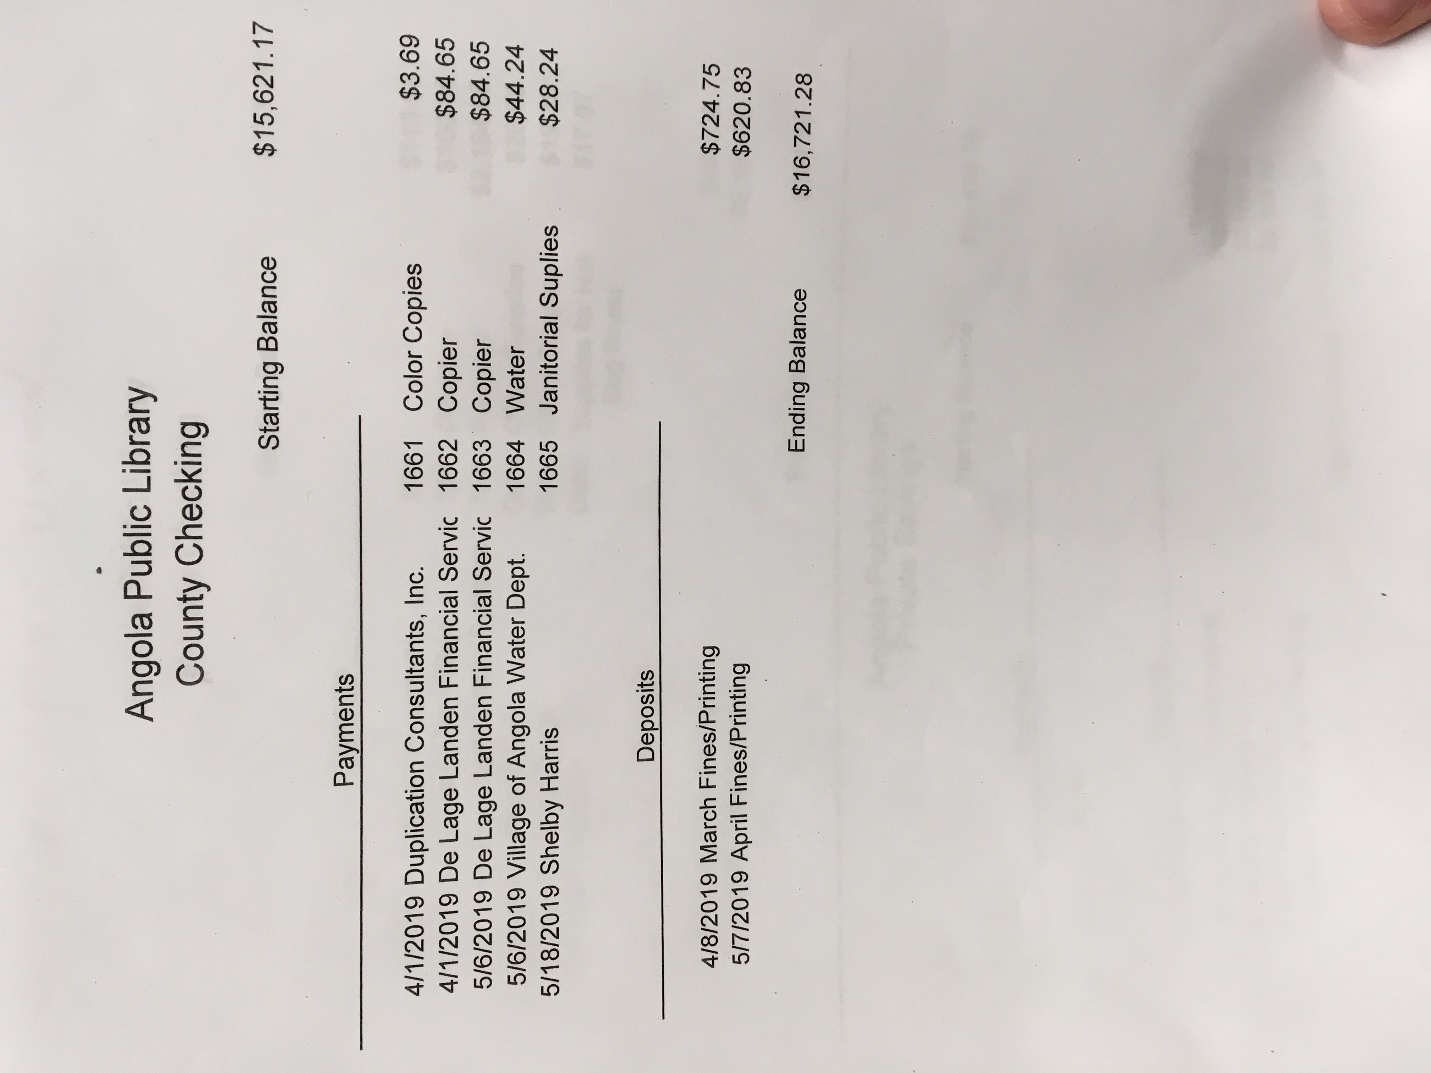 Angola Public Library
County Checking
Starting Balance $15,621.17
Payments
4/1/2019 Duplication Consultants, Inc. 1661 Color Copies $3.69
4/1/2019 De Lage Landen Financial Servic 1662 Copier $84.65
5/6/2019 De Lage Landen Financial Servic 1663 Copier $84.65
5/6/2019 Village of Angola Water Dept. 1664 Water $44.24
5/18/2019 Shelby Harris 1665 Janitorial Suplies $28.24
Deposits
4/8/2019 March Fines/Printing $724.75
5/7/2019 April Fines/Printing $620.83
Ending Balance $16,721.28